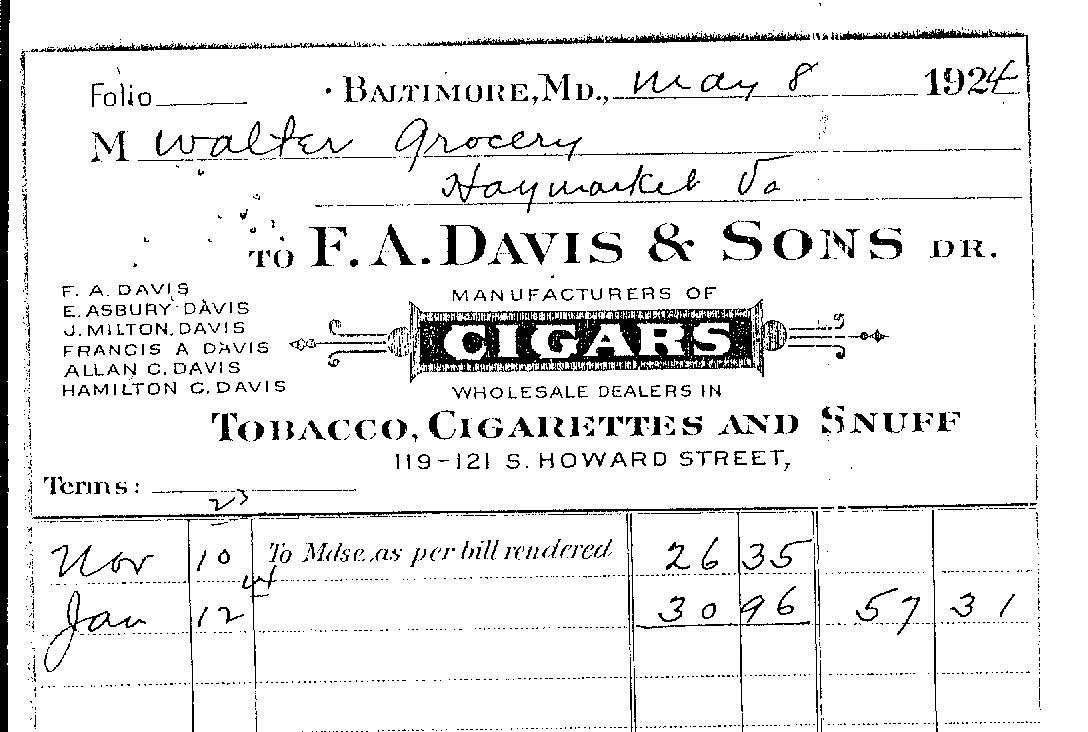 Folio BALTIMORE, MD., May 8 1924
M Walter Grocery
Haymarket Va
TO F. A. DAVIS & SONS DR.
F. A. DAVIS
E. ASBURY DAVIS
J. MILTON DAVIS
FRANCIS A DAVIS
ALLAN C. DAVIS
HAMILTON C. DAVIS
MANUFACTURERS OF
CIGARS
WHOLESALE DEALERS IN
TOBACCO, CIGARETTES AND SNUFF
119-121 S. HOWARD STREET,
Terms:
23
Nov 10 To Mdse. as per bill rendered 26 35
24
Jan 12 30 96 57 31